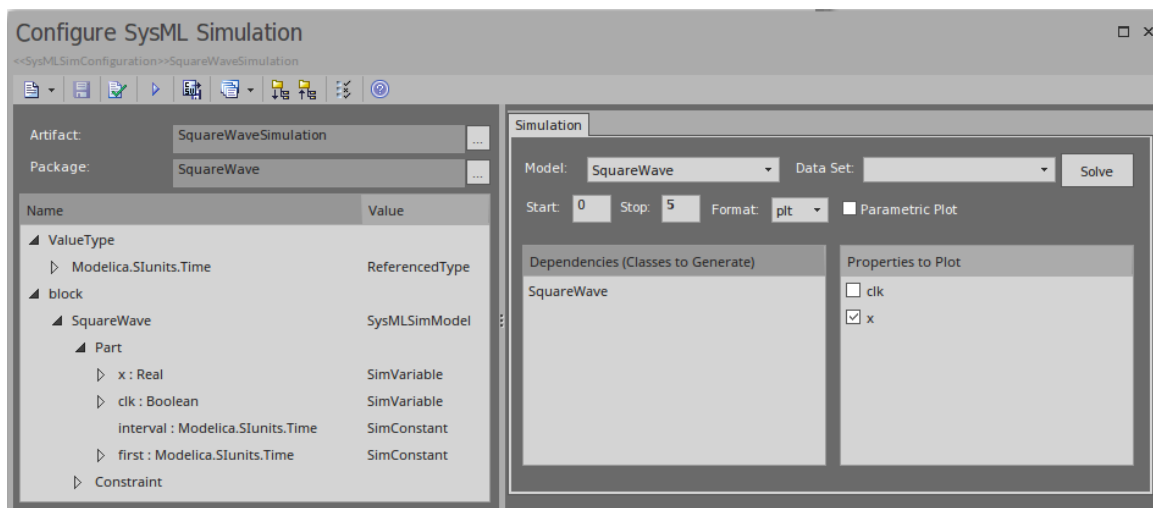 Configure SysML Simulation
<<SysMLSimConfiguration>>SquareWaveSimulation
Artifact: SquareWaveSimulation ...
Package: SquareWave ...
Name Value
ValueType
Modelica.SIunits.Time ReferencedType
block
SquareWave SysMLSimModel
Part
x : Real SimVariable
clk : Boolean SimVariable
interval : Modelica.SIunits.Time SimConstant
first : Modelica.SIunits.Time SimConstant
Constraint
Simulation
Model: SquareWave Data Set: Solve
Start: 0 Stop: 5 Format: plt Parametric Plot
Dependencies (Classes to Generate)
SquareWave
Properties to Plot
clk
x